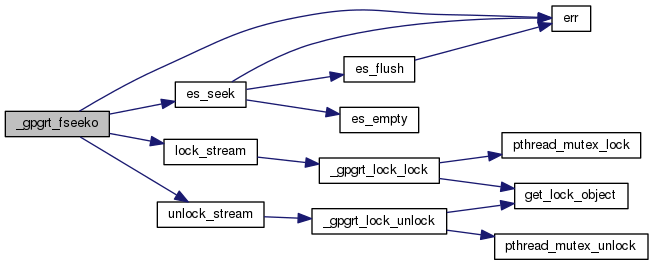 err
es_flush
es_seek
es_empty
_gpgrt_fseeko
pthread_mutex_lock
lock_stream
_gpgrt_lock_lock
get_lock_object
unlock_stream
_gpgrt_lock_unlock
pthread_mutex_unlock